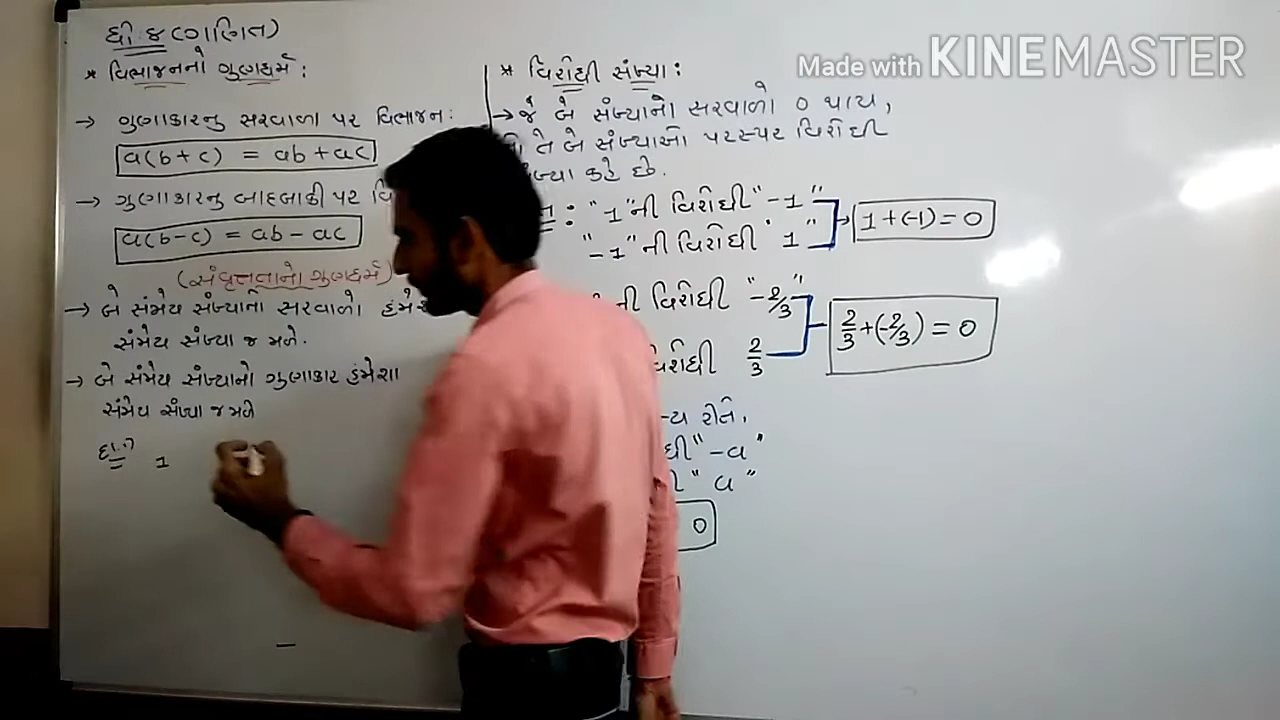 ધો ૪ (ગણિત)
* વિભાજનનો ગુણધર્મ :
→ ગુણાકારનુ સરવાળા પર વિભાજન :
a(b+c) = ab+ac
→ ગુણાકારનુ બાદબાકી પર વિ
a(b-c) = ab-ac
(સંવૃત્તતાનો ગુણધર્મ)
→ બે સંમેય સંખ્યાનો સરવાળો હંમેશ
સંમેય સંખ્યા જ મળે.
→ બે સંમેય સંખ્યાનો ગુણાકાર હંમેશા
સંમેય સંખ્યા જ મળે
દા.ત 1
* વિરોધી સંખ્યા :
→ જે બે સંખ્યાનો સરવાળો 0 થાય,
તે બે સંખ્યાઓ પરસ્પર વિરોધી
કહે છે.
: "1"ની વિરોધી "-1"
"-1"ની વિરોધી "1"
1+(-1)=0
ની વિરોધી "-2/3"
વિરોધી 2/3
2/3+(-2/3)=0
રીતે,
"-a"
"a"
0
Made with KINEMASTER